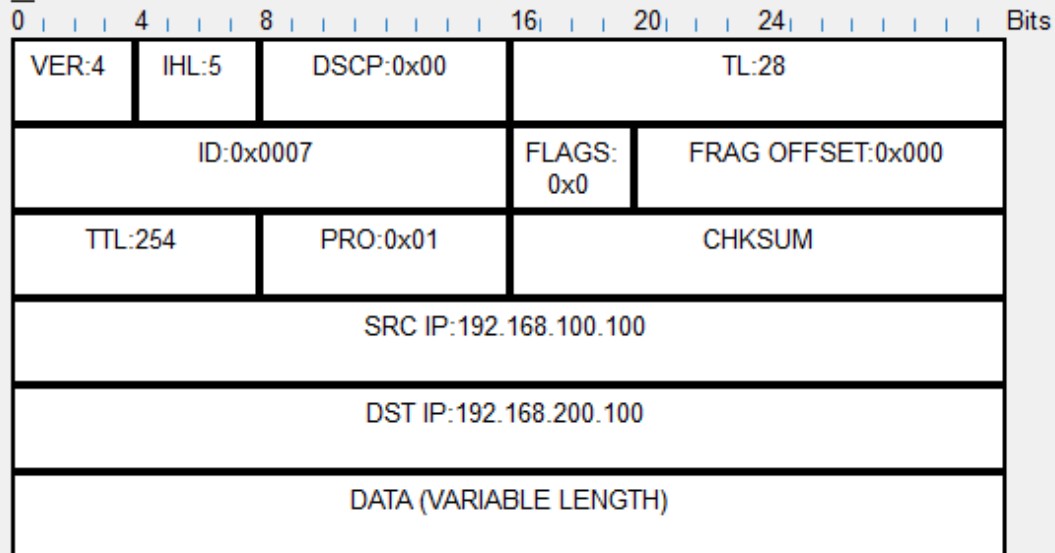 0 4 8 16 20 24 Bits
VER:4 IHL:5 DSCP:0x00 TL:28
ID:0x0007 FLAGS: FRAG OFFSET:0x000
0x0
TTL:254 PRO:0x01 CHKSUM
SRC IP:192.168.100.100
DST IP:192.168.200.100
DATA (VARIABLE LENGTH)